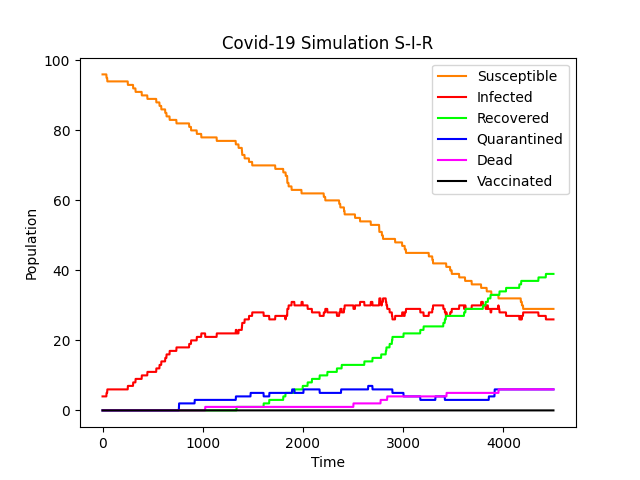 Covid-19 Simulation S-I-R
100
80
60
40
20
0
Population
0 1000 2000 3000 4000
Time
Susceptible
Infected
Recovered
Quarantined
Dead
Vaccinated